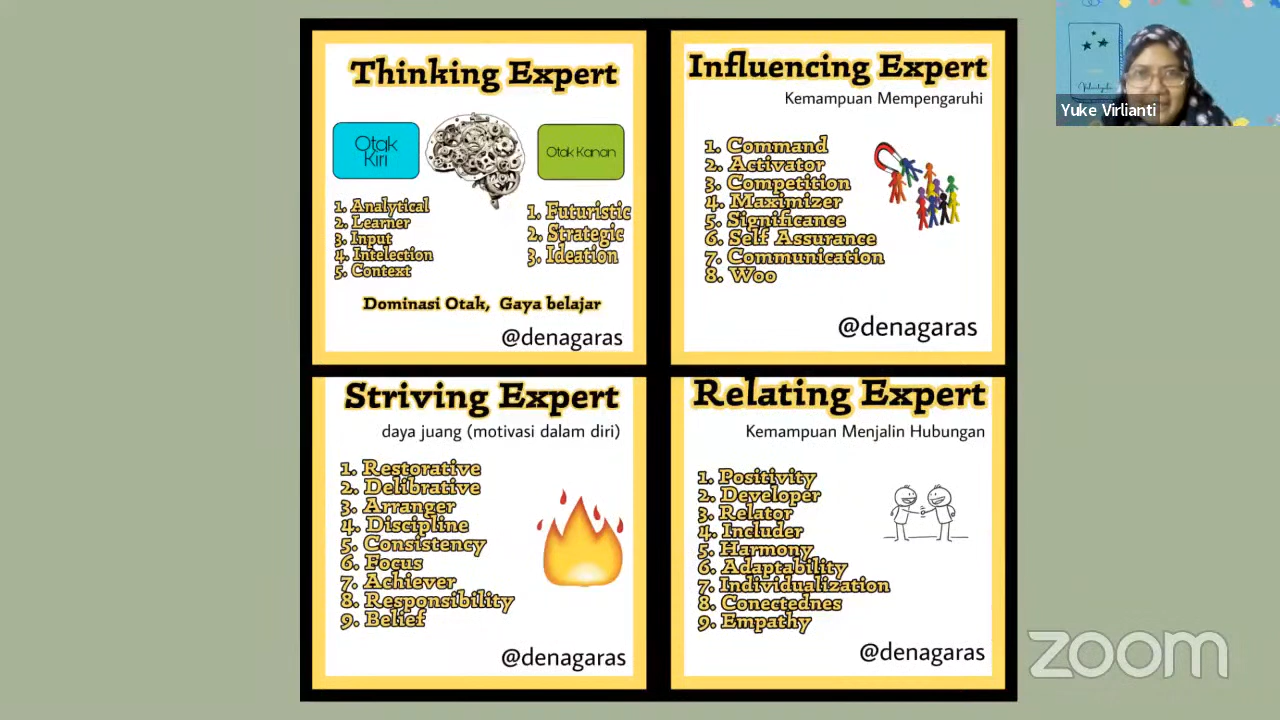 Thinking Expert
Otak
Kiri
Otak Kanan
1. Analytical
2. Learner
3. Input
4. Intelection
5. Context
1. Futuristic
2. Strategic
3. Ideation
Dominasi Otak, Gaya belajar
@denagaras
Influencing Expert
Kemampuan Mempengaruhi
1. Command
2. Activator
3. Competition
4. Maximizer
5. Significance
6. Self Assurance
7. Communication
8. Woo
@denagaras
Striving Expert
daya juang (motivasi dalam diri)
1. Restorative
2. Delibrative
3. Arranger
4. Discipline
5. Consistency
6. Focus
7. Achiever
8. Responsibility
9. Belief
@denagaras
Relating Expert
Kemampuan Menjalin Hubungan
1. Positivity
2. Developer
3. Relator
4. Includer
5. Harmony
6. Adaptability
7. Individualization
8. Conectednes
9. Empathy
@denagaras
Yuke Virlianti
zoom